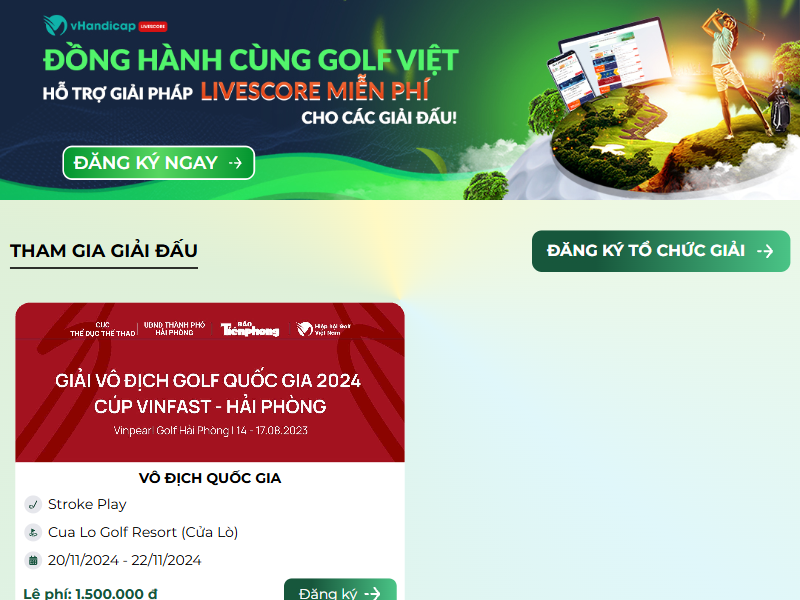 vHandicap LIVESCORE
ĐỒNG HÀNH CÙNG GOLF VIỆT
HỖ TRỢ GIẢI PHÁP LIVESCORE MIỄN PHÍ
CHO CÁC GIẢI ĐẤU!
ĐĂNG KÝ NGAY
THAM GIA GIẢI ĐẤU
ĐĂNG KÝ TỔ CHỨC GIẢI
CỤC
THỂ DỤC THỂ THAO
UBND THÀNH PHỐ
HẢI PHÒNG
BÁO
Tiềnphong
Hiệp hội Golf
Việt Nam
GIẢI VÔ ĐỊCH GOLF QUỐC GIA 2024
CÚP VINFAST - HẢI PHÒNG
Vinpearl Golf Hải Phòng | 14 - 17.08.2023
VÔ ĐỊCH QUỐC GIA
Stroke Play
Cua Lo Golf Resort (Cửa Lò)
20/11/2024 - 22/11/2024
Lệ phí: 1.500.000 đ
Đăng ký